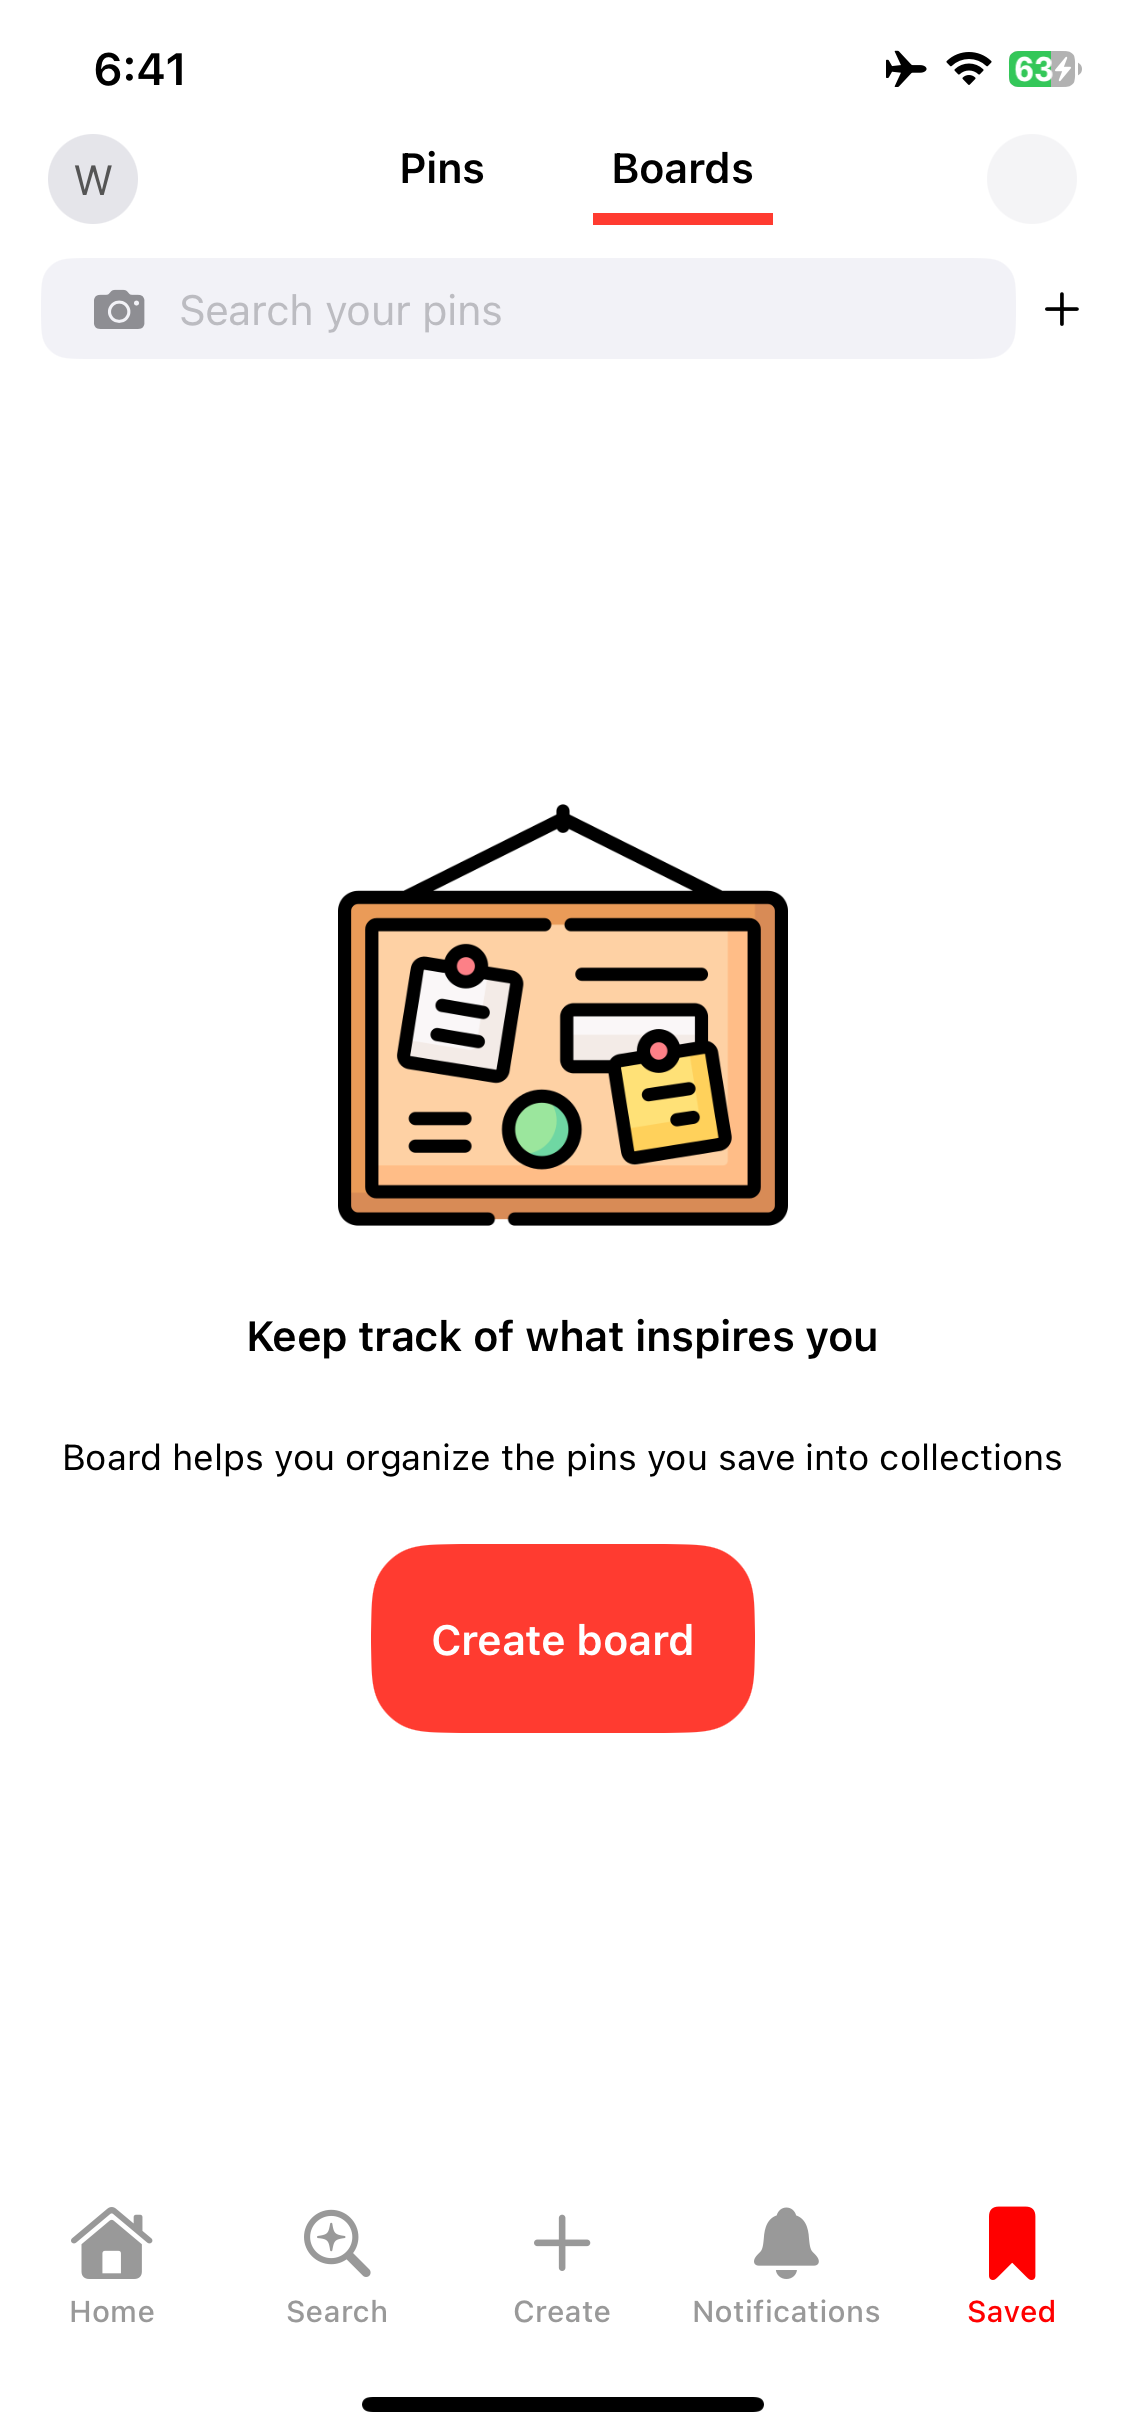 6:41
63
W
Pins
Boards
Search your pins
Keep track of what inspires you
Board helps you organize the pins you save into collections
Create board
Home
Search
Create
Notifications
Saved